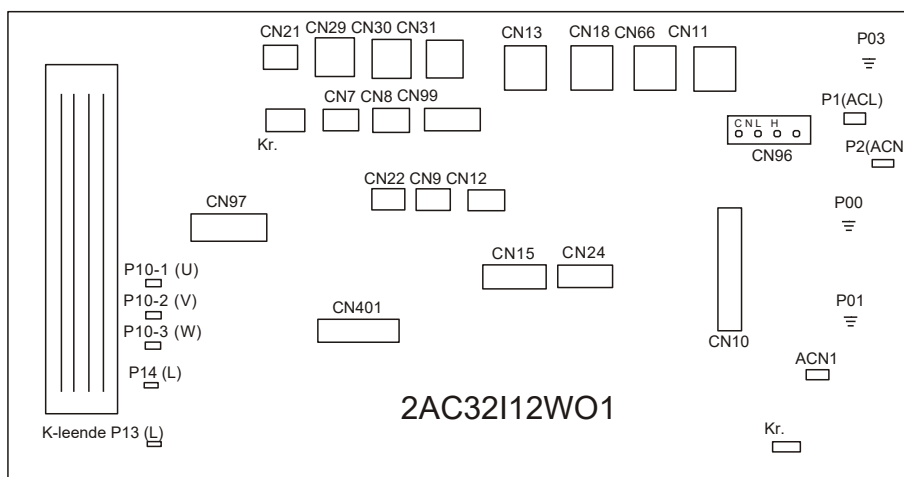 CN21 CN29 CN30 CN31 CN13 CN18 CN66 CN11 P03
P1(ACL)
CN7 CN8 CN99
CN L H
Kr.
CN96
P2(ACN
CN22 CN9 CN12
CN97
P00
CN15 CN24
P10-1 (U)
P10-2 (V)
CN401
P01
P10-3 (W)
CN10
ACN1
P14 (L)
2AC32I12WO1
K-leende P13 (L)
Kr.